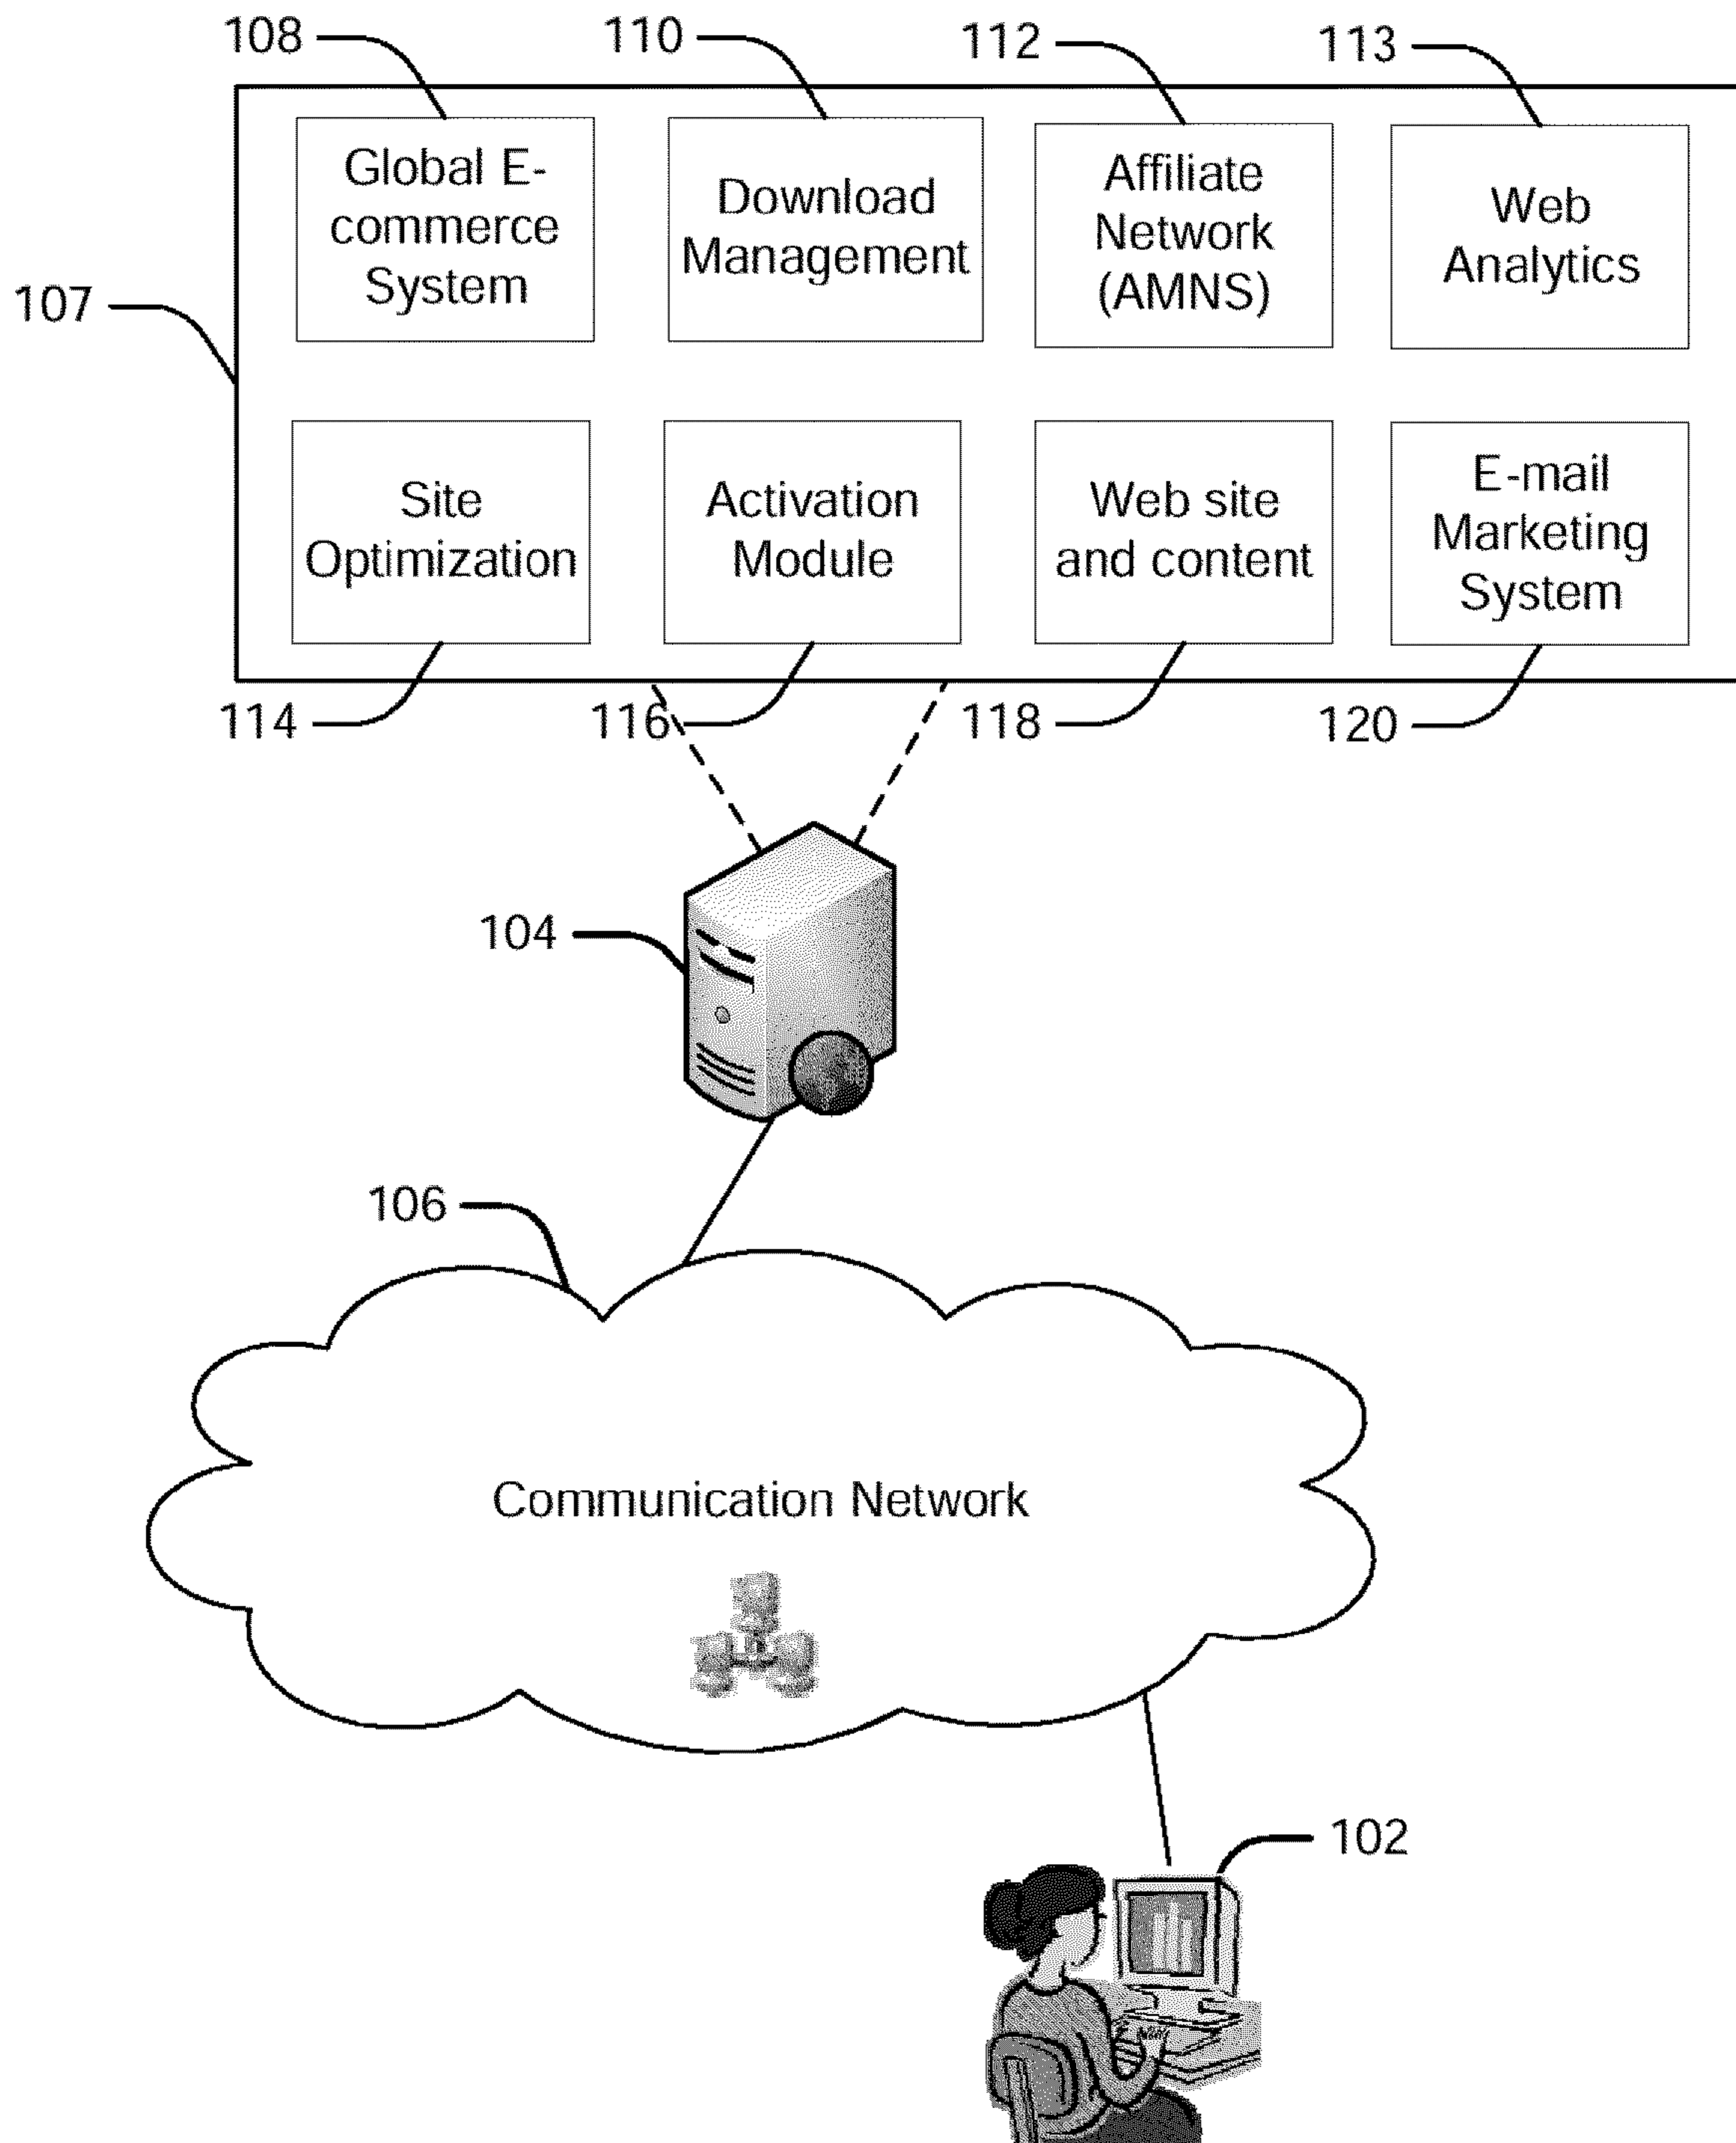 108
110
112
113
Global E-
commerce
System
Download
Management
Affiliate
Network
(AMNS)
Web
Analytics
107
Site
Optimization
Activation
Module
Web site
and content
E-mail
Marketing
System
114
116
118
120
104
106
Communication Network
102